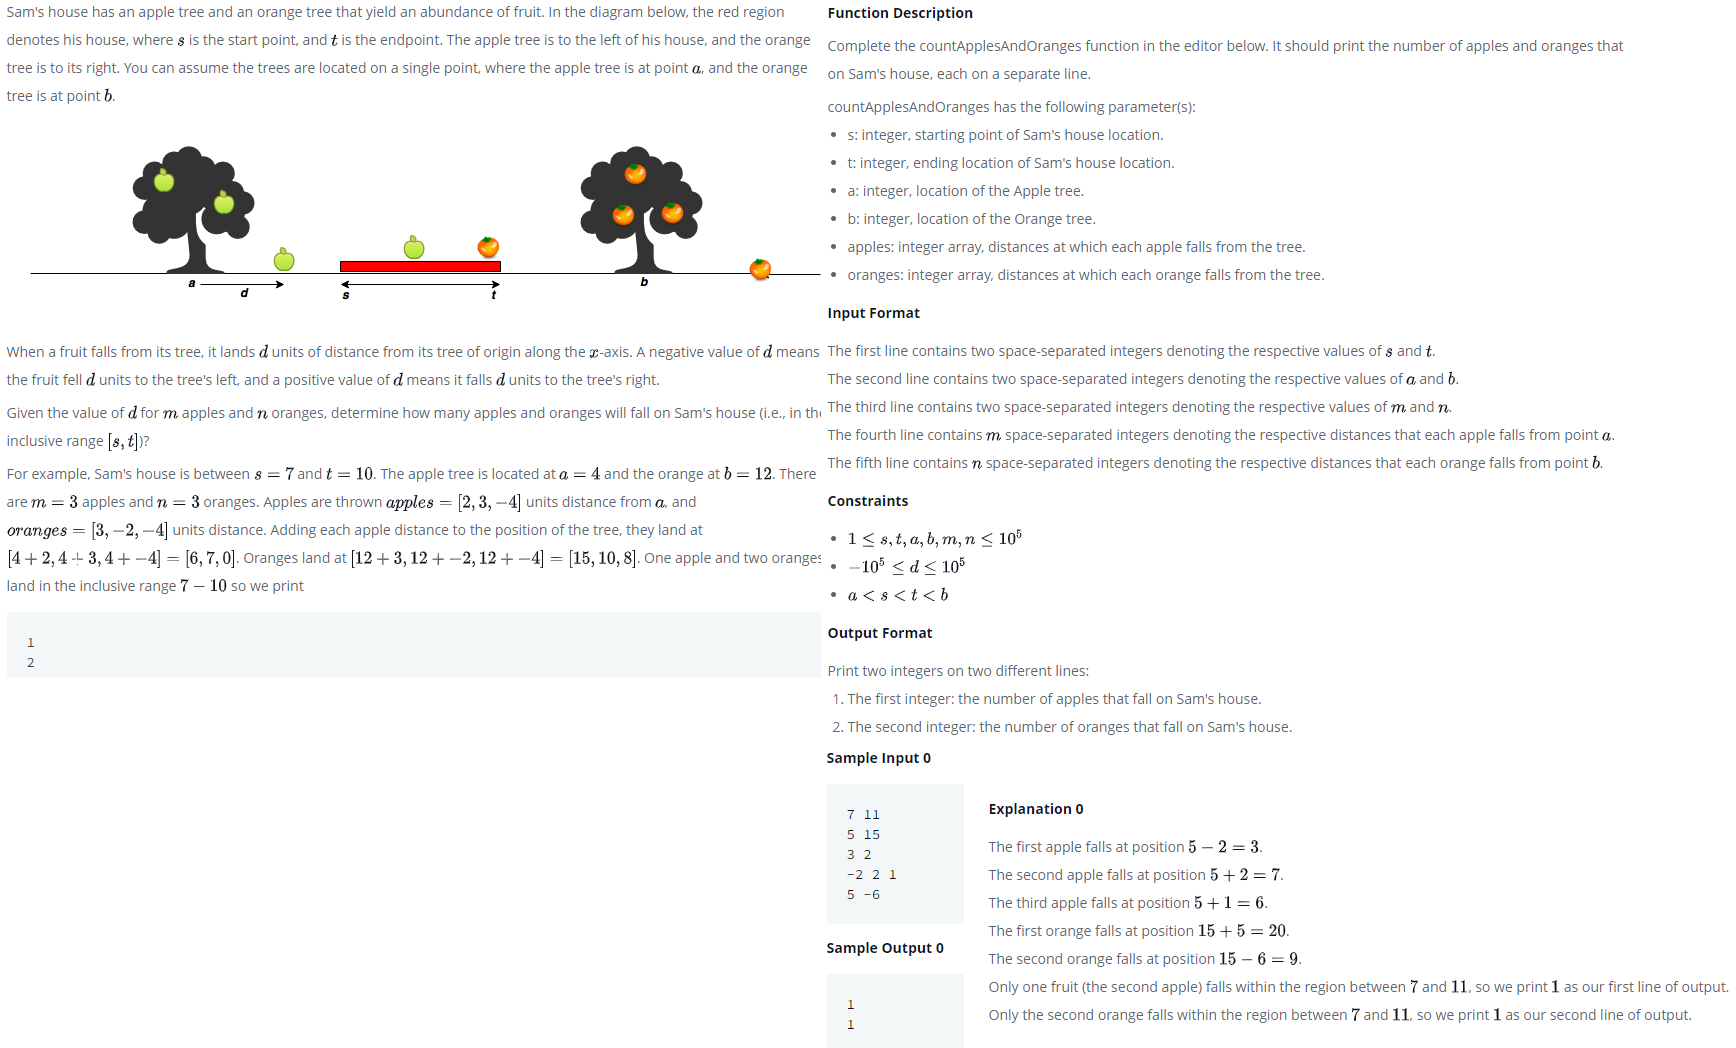 Sam's house has an apple tree and an orange tree that yield an abundance of fruit. In the diagram below, the red region
denotes his house, where s is the start point, and t is the endpoint. The apple tree is to the left of his house, and the orange
tree is to its right. You can assume the trees are located on a single point, where the apple tree is at point a, and the orange
tree is at point b.
a
d
s
t
b
When a fruit falls from its tree, it lands d units of distance from its tree of origin along the x-axis. A negative value of d means
the fruit fell d units to the tree's left, and a positive value of d means it falls d units to the tree's right.
Given the value of d for m apples and n oranges, determine how many apples and oranges will fall on Sam's house (i.e., in the
inclusive range [s, t])?
For example, Sam's house is between s = 7 and t = 10. The apple tree is located at a = 4 and the orange at b = 12. There
are m = 3 apples and n = 3 oranges. Apples are thrown apples = [2, 3, −4] units distance from a, and
oranges = [3, −2, −4] units distance. Adding each apple distance to the position of the tree, they land at
[4 + 2, 4 + 3, 4 + −4] = [6, 7, 0]. Oranges land at [12 + 3, 12 + −2, 12 + −4] = [15, 10, 8]. One apple and two oranges
land in the inclusive range 7 − 10 so we print
1
2
Function Description
Complete the countApplesAndOranges function in the editor below. It should print the number of apples and oranges that
on Sam's house, each on a separate line.
countApplesAndOranges has the following parameter(s):
• s: integer, starting point of Sam's house location.
• t: integer, ending location of Sam's house location.
• a: integer, location of the Apple tree.
• b: integer, location of the Orange tree.
• apples: integer array, distances at which each apple falls from the tree.
• oranges: integer array, distances at which each orange falls from the tree.
Input Format
The first line contains two space-separated integers denoting the respective values of s and t.
The second line contains two space-separated integers denoting the respective values of a and b.
The third line contains two space-separated integers denoting the respective values of m and n.
The fourth line contains m space-separated integers denoting the respective distances that each apple falls from point a.
The fifth line contains n space-separated integers denoting the respective distances that each orange falls from point b.
Constraints
• 1 ≤ s, t, a, b, m, n ≤ 10⁵
• −10⁵ ≤ d ≤ 10⁵
• a < s < t < b
Output Format
Print two integers on two different lines:
1. The first integer: the number of apples that fall on Sam's house.
2. The second integer: the number of oranges that fall on Sam's house.
Sample Input 0
7 11
5 15
3 2
-2 2 1
5 -6
Sample Output 0
1
1
Explanation 0
The first apple falls at position 5 − 2 = 3.
The second apple falls at position 5 + 2 = 7.
The third apple falls at position 5 + 1 = 6.
The first orange falls at position 15 + 5 = 20.
The second orange falls at position 15 − 6 = 9.
Only one fruit (the second apple) falls within the region between 7 and 11, so we print 1 as our first line of output.
Only the second orange falls within the region between 7 and 11, so we print 1 as our second line of output.